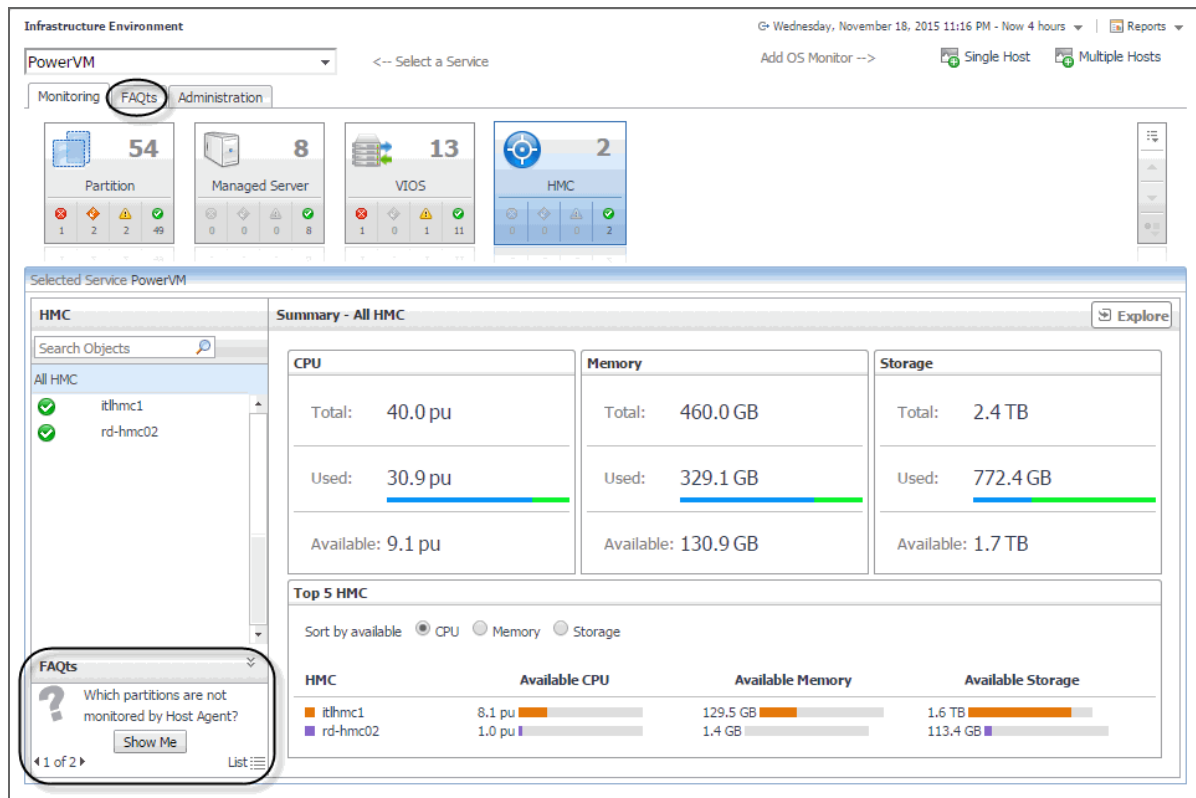 Infrastructure Environment
Wednesday, November 18, 2015 11:16 PM - Now 4 hours
Reports
PowerVM
<-- Select a Service
Add OS Monitor -->
Single Host
Multiple Hosts
Monitoring
FAQts
Administration
54
Partition
1 2 2 49
8
Managed Server
0 0 0 8
13
VIOS
1 0 1 11
2
HMC
0 0 0 2
Selected Service PowerVM
HMC
Search Objects
All HMC
itlhmc1
rd-hmc02
FAQts
Which partitions are not
monitored by Host Agent?
Show Me
1 of 2
List
Summary - All HMC
Explore
CPU
Total: 40.0 pu
Used: 30.9 pu
Available: 9.1 pu
Memory
Total: 460.0 GB
Used: 329.1 GB
Available: 130.9 GB
Storage
Total: 2.4 TB
Used: 772.4 GB
Available: 1.7 TB
Top 5 HMC
Sort by available CPU Memory Storage
HMC Available CPU Available Memory Available Storage
itlhmc1 8.1 pu 129.5 GB 1.6 TB
rd-hmc02 1.0 pu 1.4 GB 113.4 GB